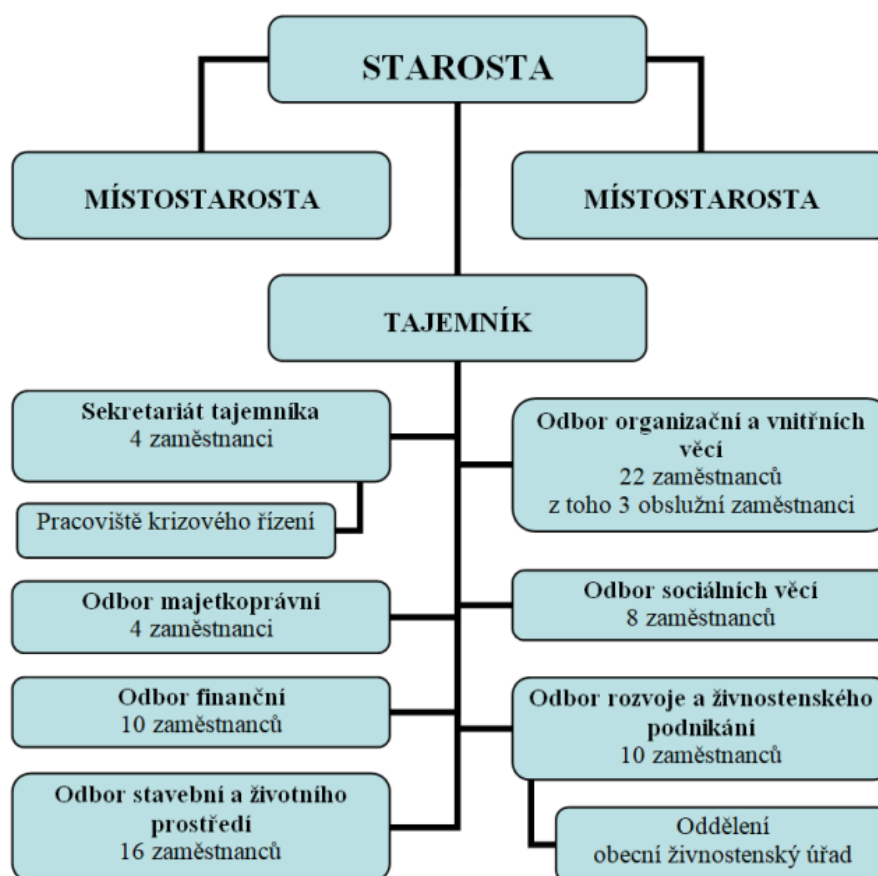 STAROSTA
MÍSTOSTAROSTA
MÍSTOSTAROSTA
TAJEMNÍK
Sekretariát tajemníka
4 zaměstnanci
Pracoviště krizového řízení
Odbor majetkoprávní
4 zaměstnanci
Odbor finanční
10 zaměstnanců
Odbor stavební a životního
prostředí
16 zaměstnanců
Odbor organizační a vnitřních
věcí
22 zaměstnanců
z toho 3 obslužní zaměstnanci
Odbor sociálních věcí
8 zaměstnanců
Odbor rozvoje a živnostenského
podnikání
10 zaměstnanců
Oddělení
obecní živnostenský úřad